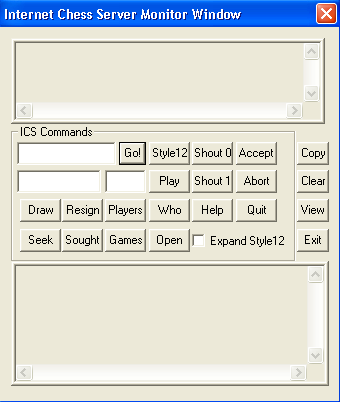 Internet Chess Server Monitor Window
ICS Commands
Go! Style12 Shout 0 Accept Copy
Play Shout 1 Abort Clear
Draw Resign Players Who Help Quit View
Seek Sought Games Open Expand Style12 Exit